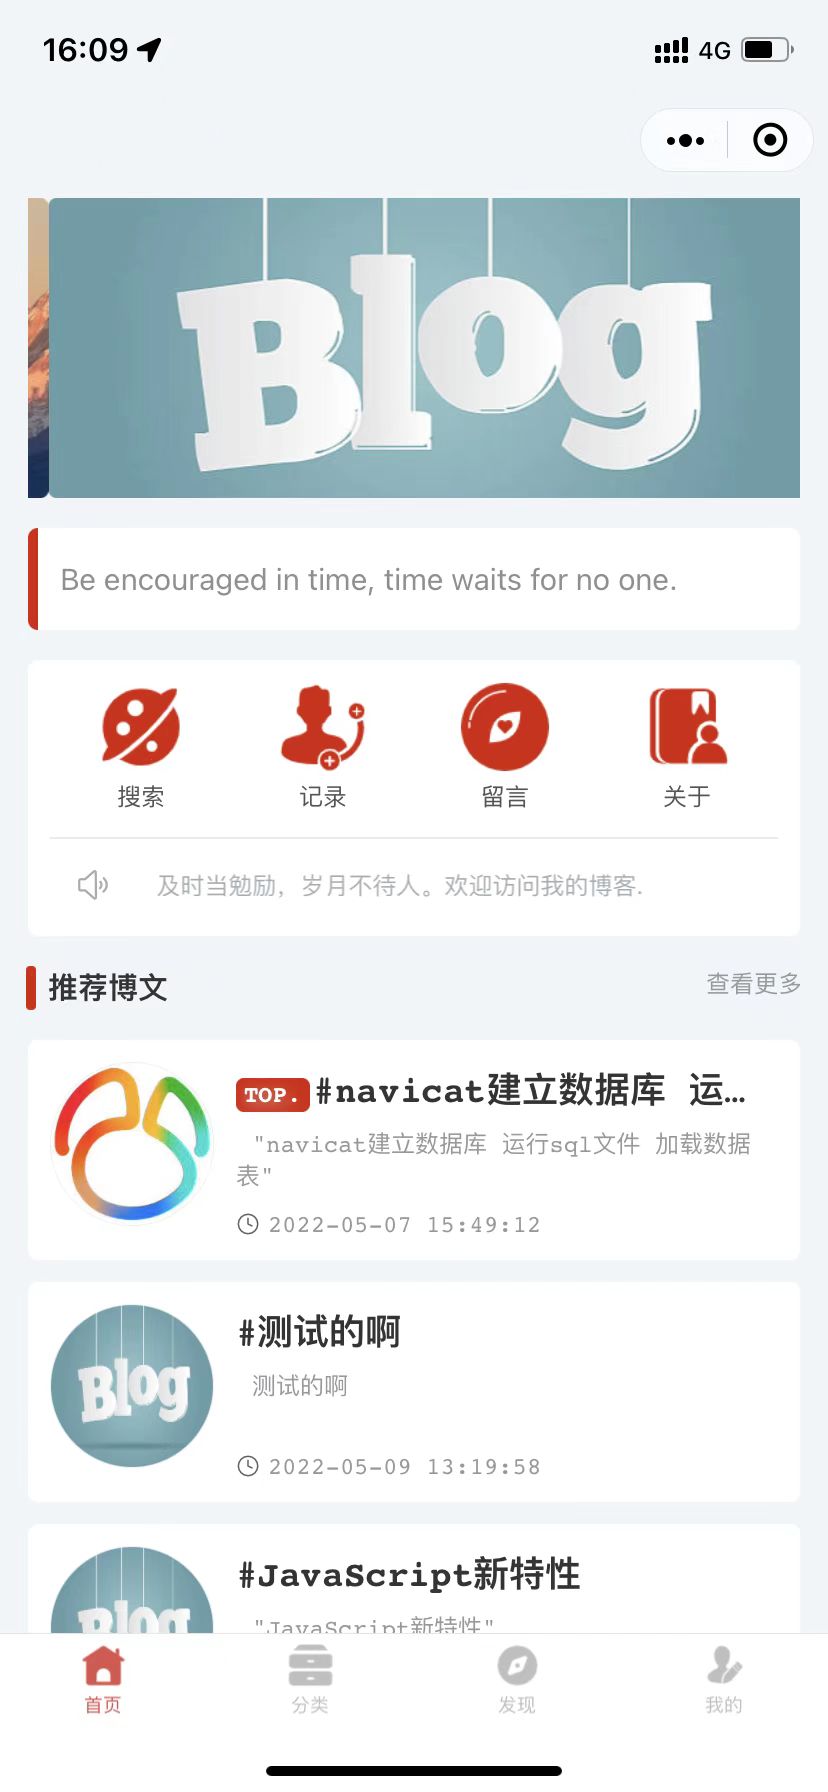 16:09
4G
Blog
Be encouraged in time, time waits for no one.
搜索 记录 留言 关于
及时当勉励，岁月不待人。欢迎访问我的博客.
推荐博文 查看更多
TOP. #navicat建立数据库 运...
"navicat建立数据库 运行sql文件 加载数据
表"
2022-05-07 15:49:12
Blog
#测试的啊
测试的啊
2022-05-09 13:19:58
Blog
#JavaScript新特性
"JavaScript新特性"
首页 分类 发现 我的